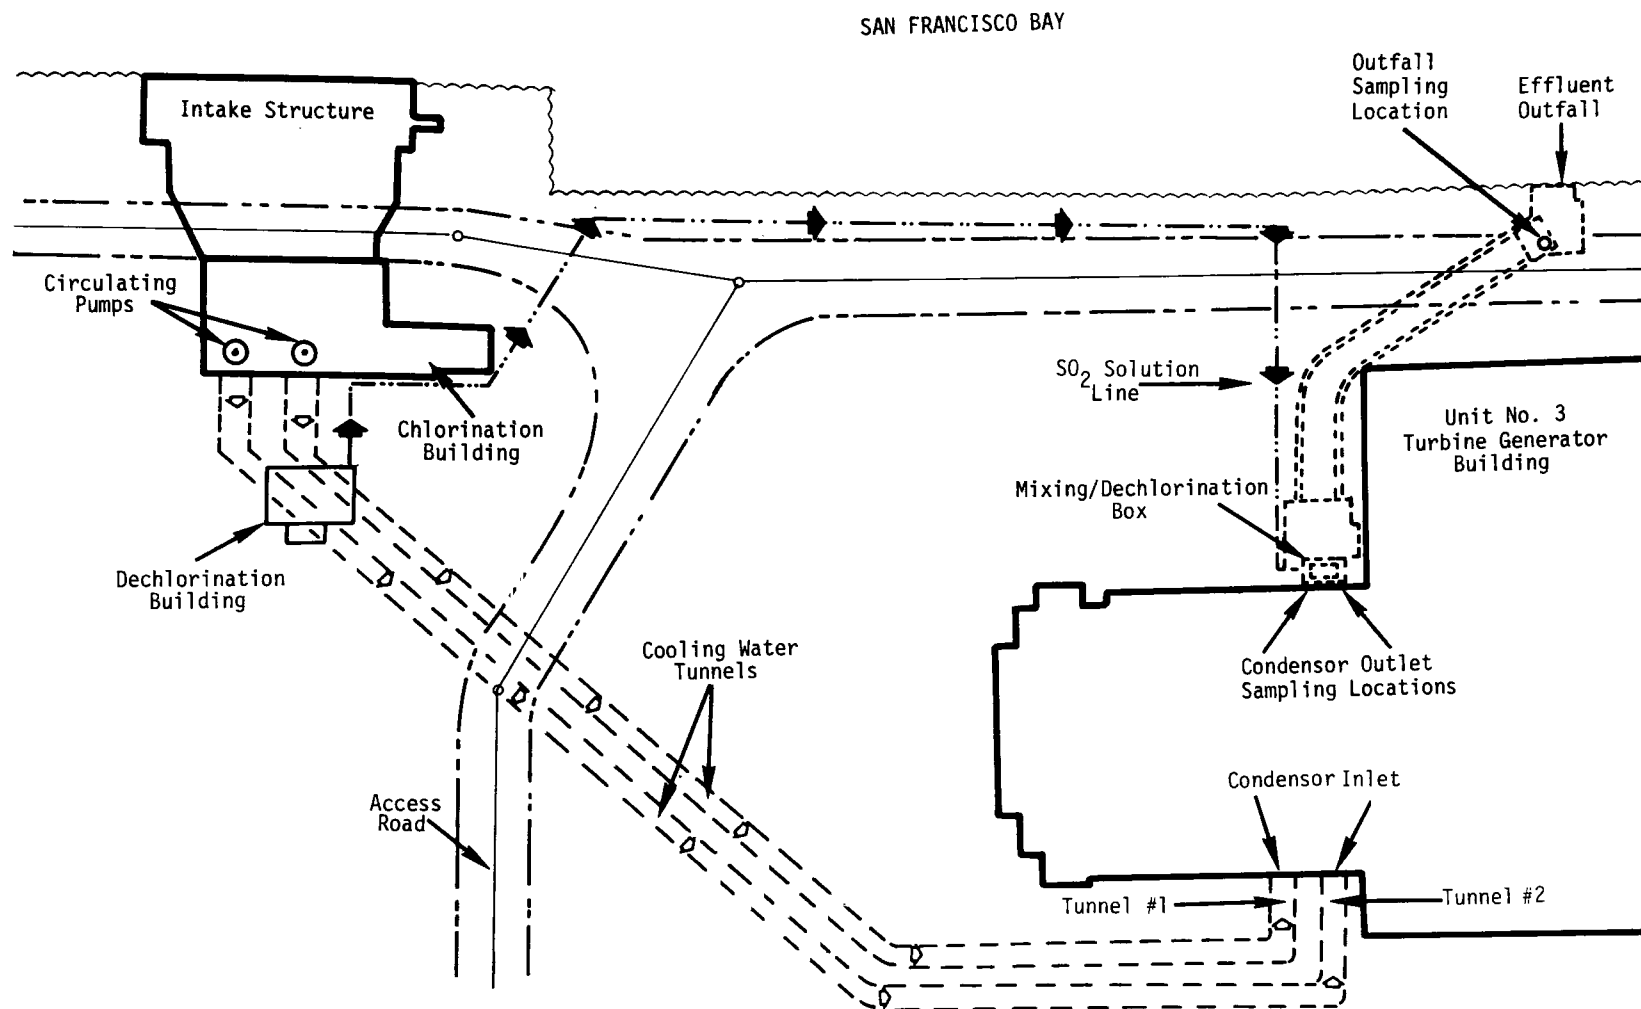 SAN FRANCISCO BAY
Outfall
Sampling
Location
Effluent
Outfall
Intake Structure
Circulating
Pumps
SO2 Solution
Line
Chlorination
Building
Unit No. 3
Turbine Generator
Building
Mixing/Dechlorination
Box
Dechlorination
Building
Cooling Water
Tunnels
Condensor Outlet
Sampling Locations
Condensor Inlet
Access
Road
Tunnel #1
Tunnel #2